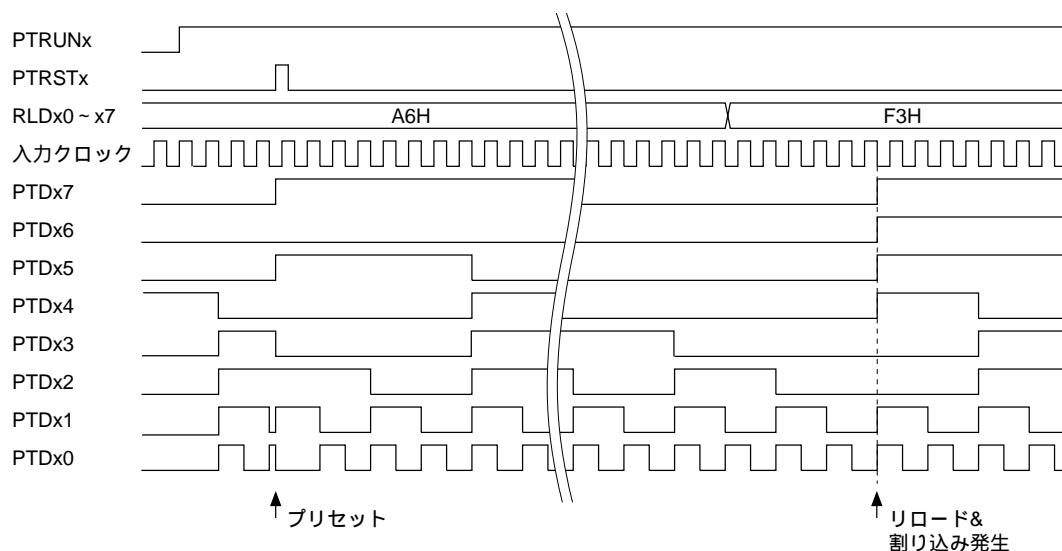 PTRUNx
PTRSTx
RLDx0 ~ x7
A6H
F3H
入力クロック
PTDx7
PTDx6
PTDx5
PTDx4
PTDx3
PTDx2
PTDx1
PTDx0
プリセット
リロード&
割り込み発生